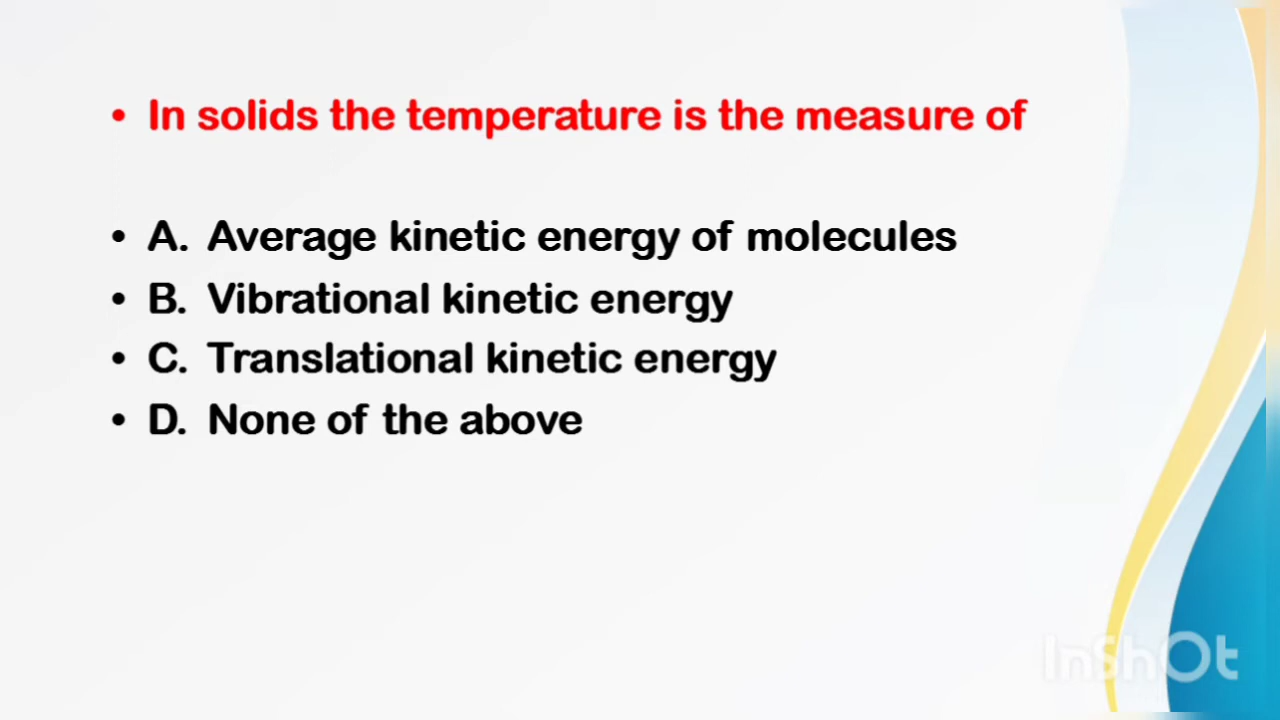 • In solids the temperature is the measure of
• A. Average kinetic energy of molecules
• B. Vibrational kinetic energy
• C. Translational kinetic energy
• D. None of the above
InShOt